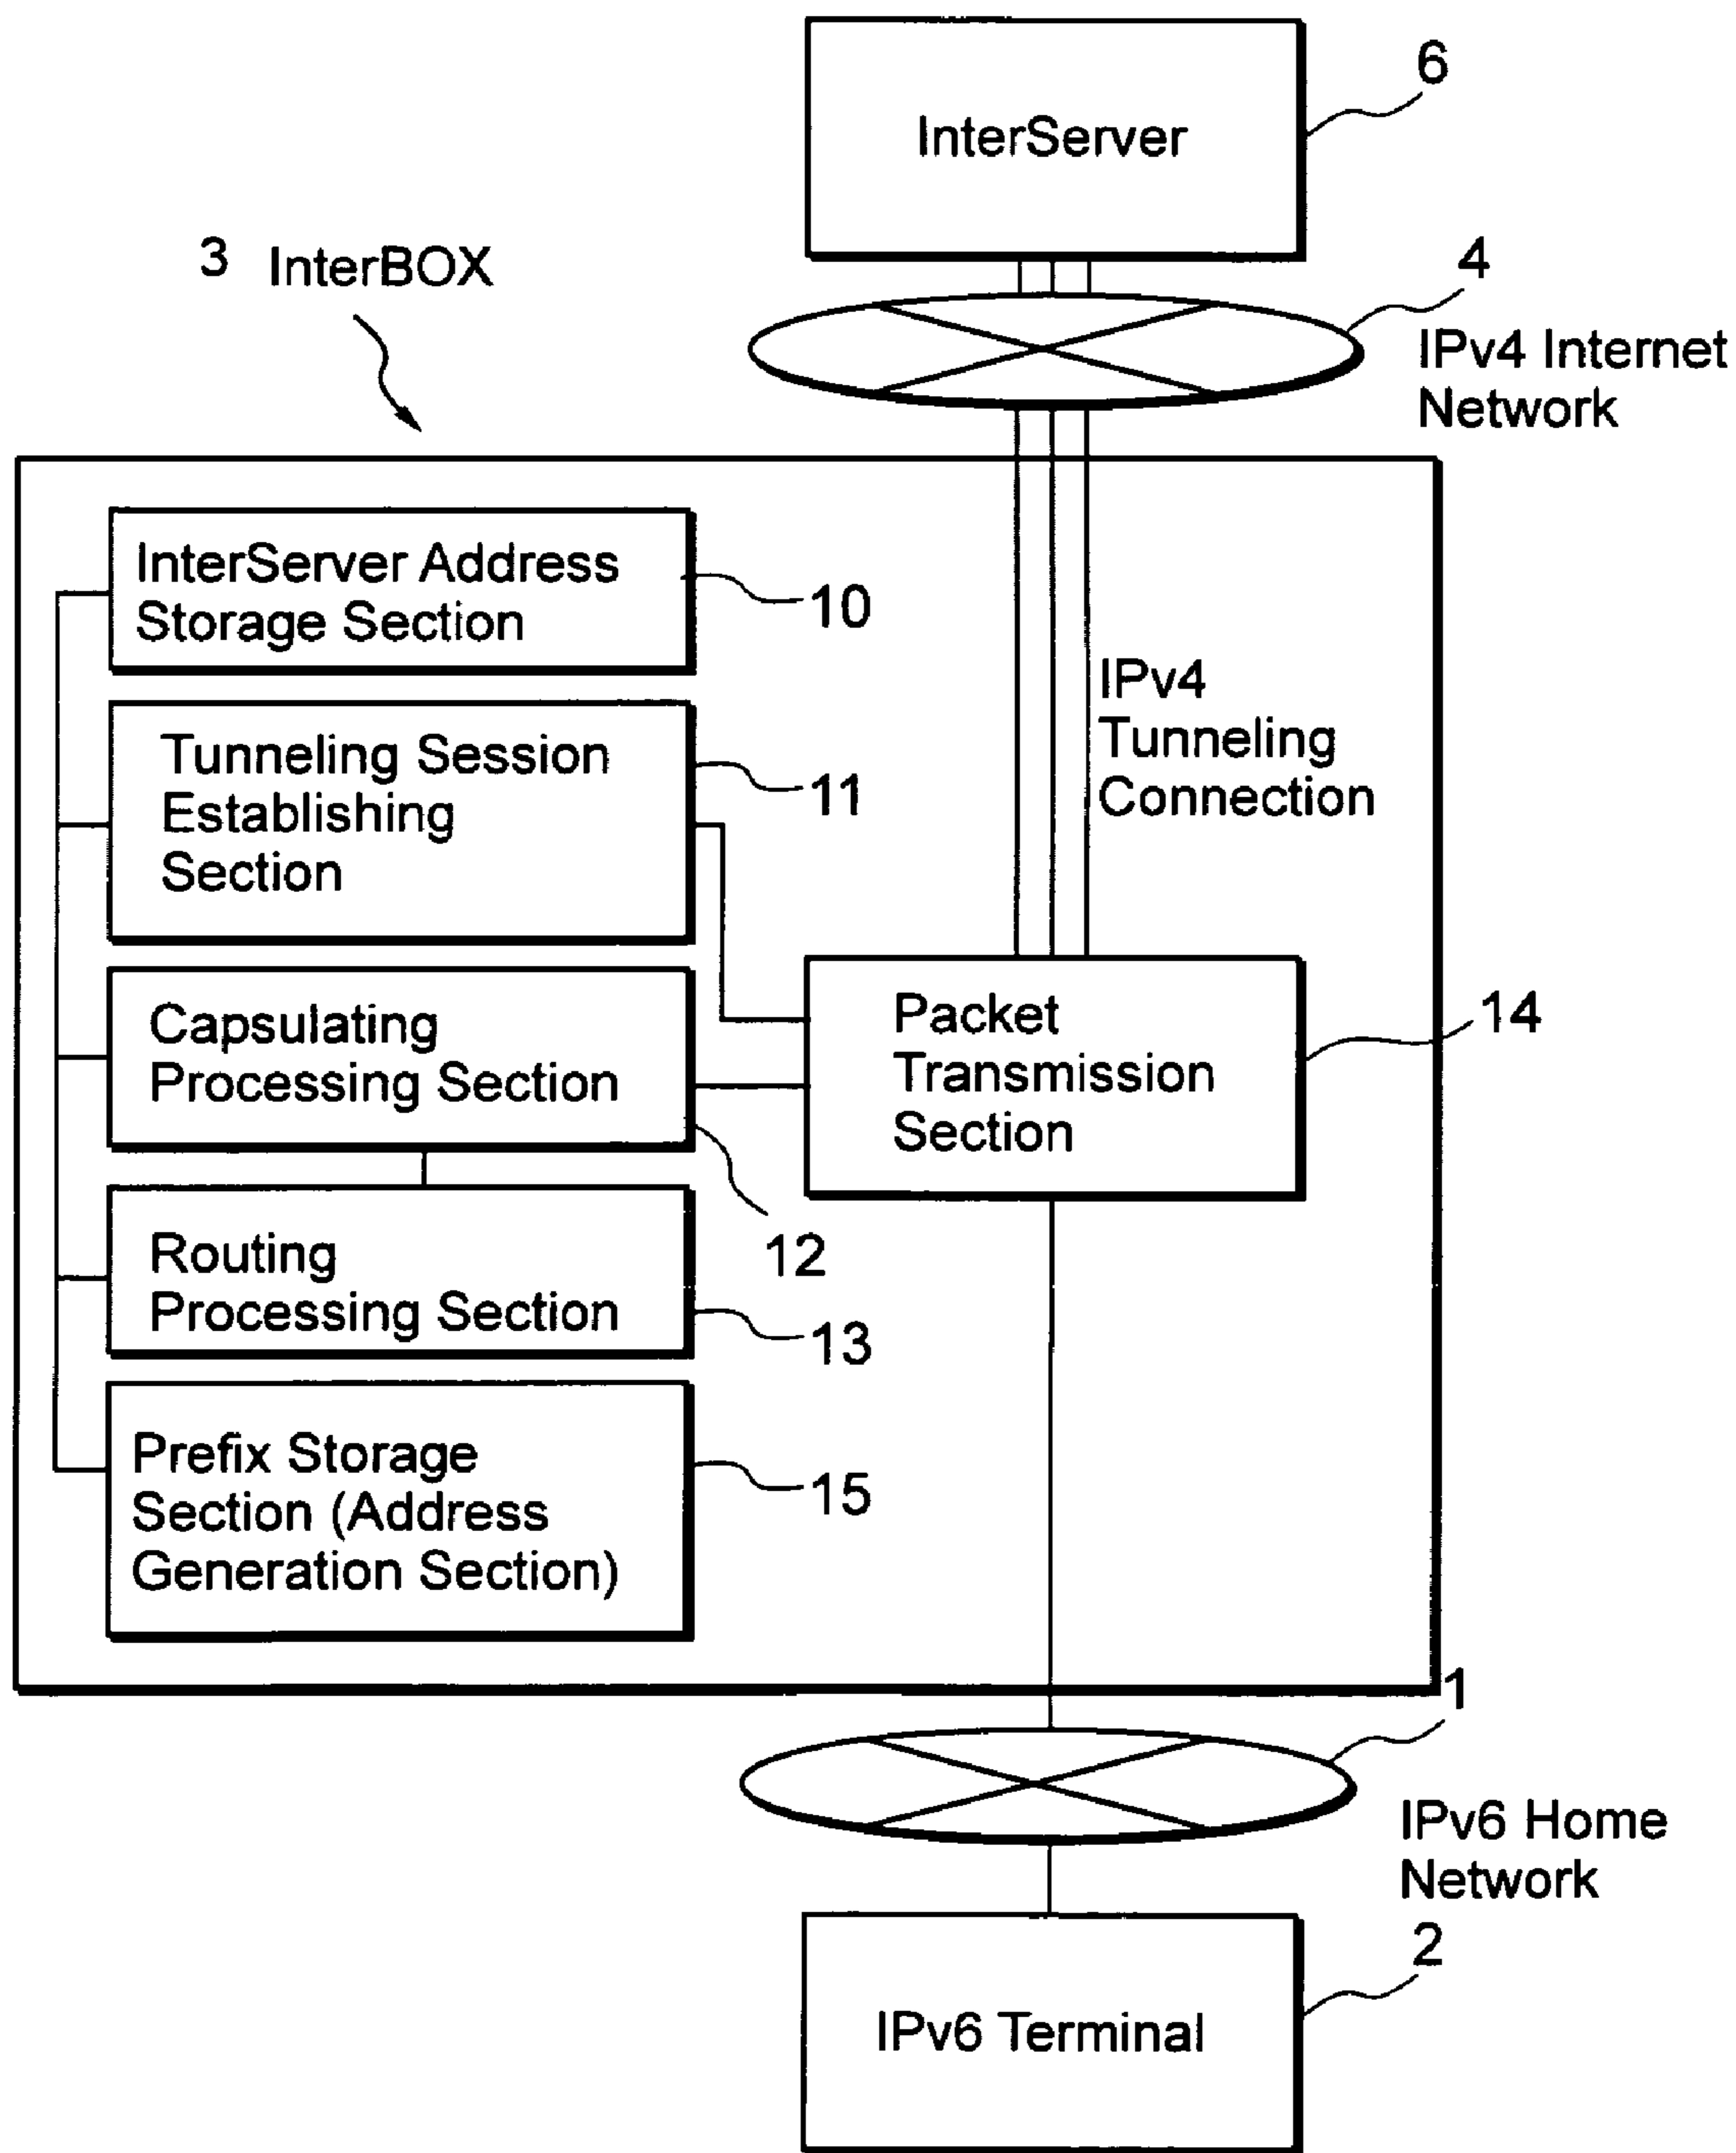 InterServer
6
3 InterBOX
4
IPv4 Internet
Network
InterServer Address
Storage Section
10
IPv4
Tunneling
Connection
Tunneling Session
Establishing
Section
11
Capsulating
Processing Section
12
Packet
Transmission
Section
14
Routing
Processing Section
13
Prefix Storage
Section (Address
Generation Section)
15
1
IPv6 Home
Network
2
IPv6 Terminal